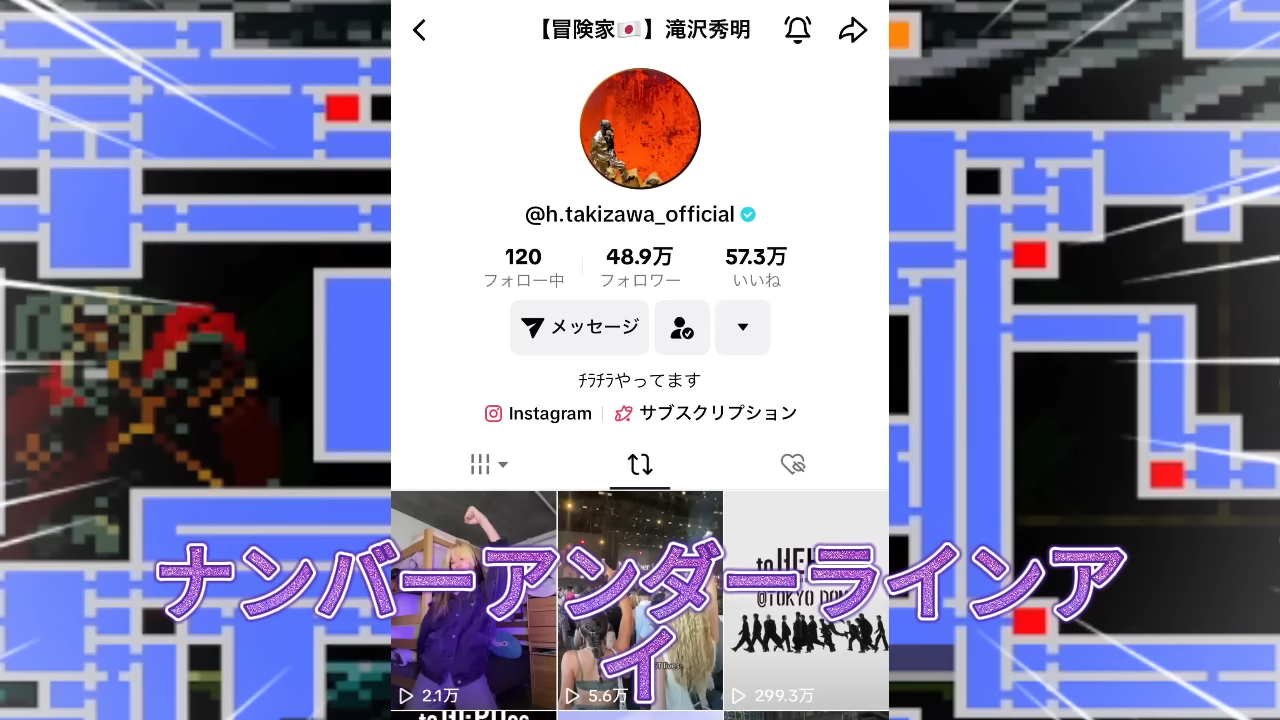 【冒険家🇯🇵】滝沢秀明
@h.takizawa_official
120
フォロー中
48.9万
フォロワー
57.3万
いいね
メッセージ
ﾁﾗﾁﾗやってます
Instagram
サブスクリプション
ナンバーアンダーラインア
イ
@TOKYO
2.1万
5.6万
299.3万